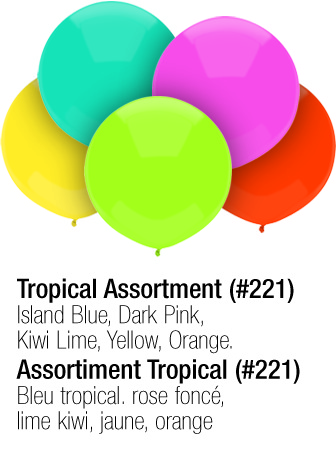 Tropical Assortment (#221)
Island Blue, Dark Pink,
Kiwi Lime, Yellow, Orange.
Assortiment Tropical (#221)
Bleu tropical. rose foncé,
lime kiwi, jaune, orange